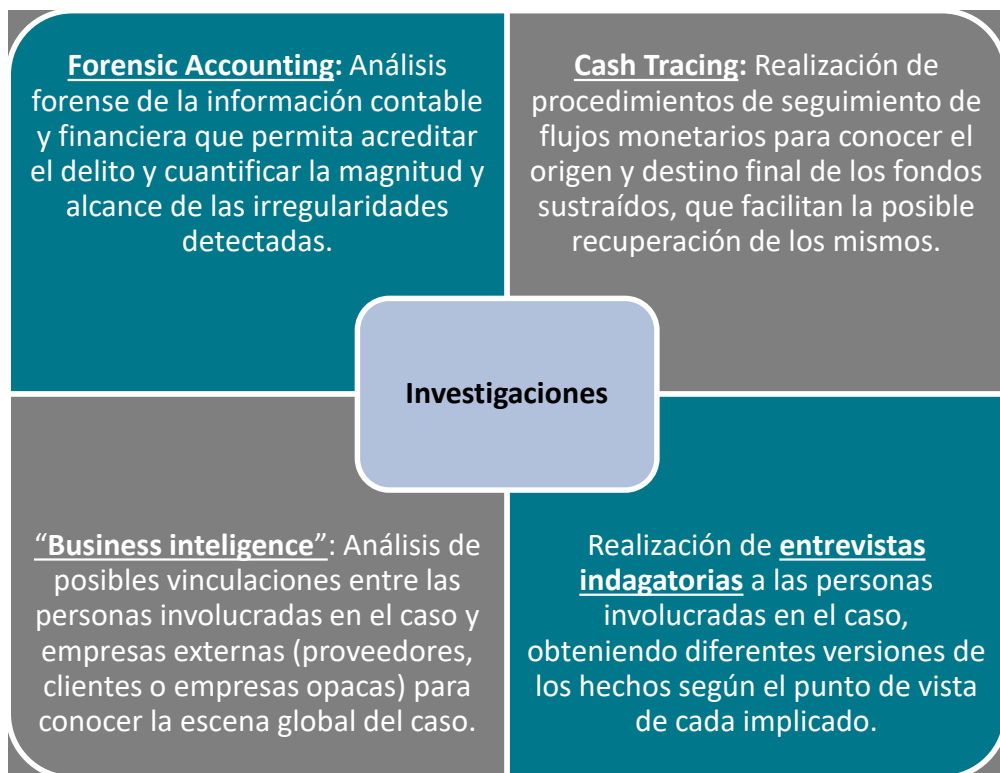 Forensic Accounting: Análisis
forense de la información contable
y financiera que permita acreditar
el delito y cuantificar la magnitud y
alcance de las irregularidades
detectadas.
Cash Tracing: Realización de
procedimientos de seguimiento de
flujos monetarios para conocer el
origen y destino final de los fondos
sustraídos, que facilitan la posible
recuperación de los mismos.
Investigaciones
“Business inteligence”: Análisis de
posibles vinculaciones entre las
personas involucradas en el caso y
empresas externas (proveedores,
clientes o empresas opacas) para
conocer la escena global del caso.
Realización de entrevistas
indagatorias a las personas
involucradas en el caso,
obteniendo diferentes versiones de
los hechos según el punto de vista
de cada implicado.